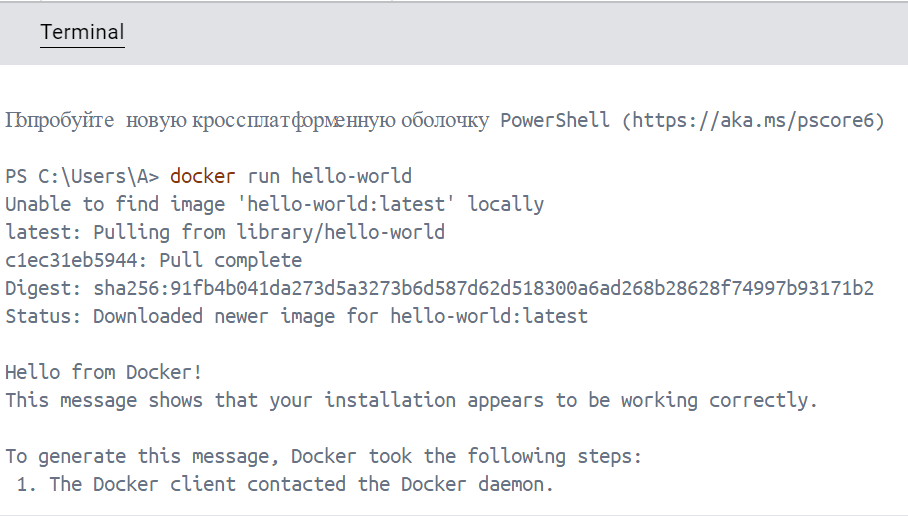 Terminal
Попробуйте новую кроссплатформенную оболочку PowerShell (https://aka.ms/pscore6)
PS C:\Users\A> docker run hello-world
Unable to find image 'hello-world:latest' locally
latest: Pulling from library/hello-world
c1ec31eb5944: Pull complete
Digest: sha256:91fb4b041da273d5a3273b6d587d62d518300a6ad268b28628f74997b93171b2
Status: Downloaded newer image for hello-world:latest
Hello from Docker!
This message shows that your installation appears to be working correctly.
To generate this message, Docker took the following steps:
1. The Docker client contacted the Docker daemon.